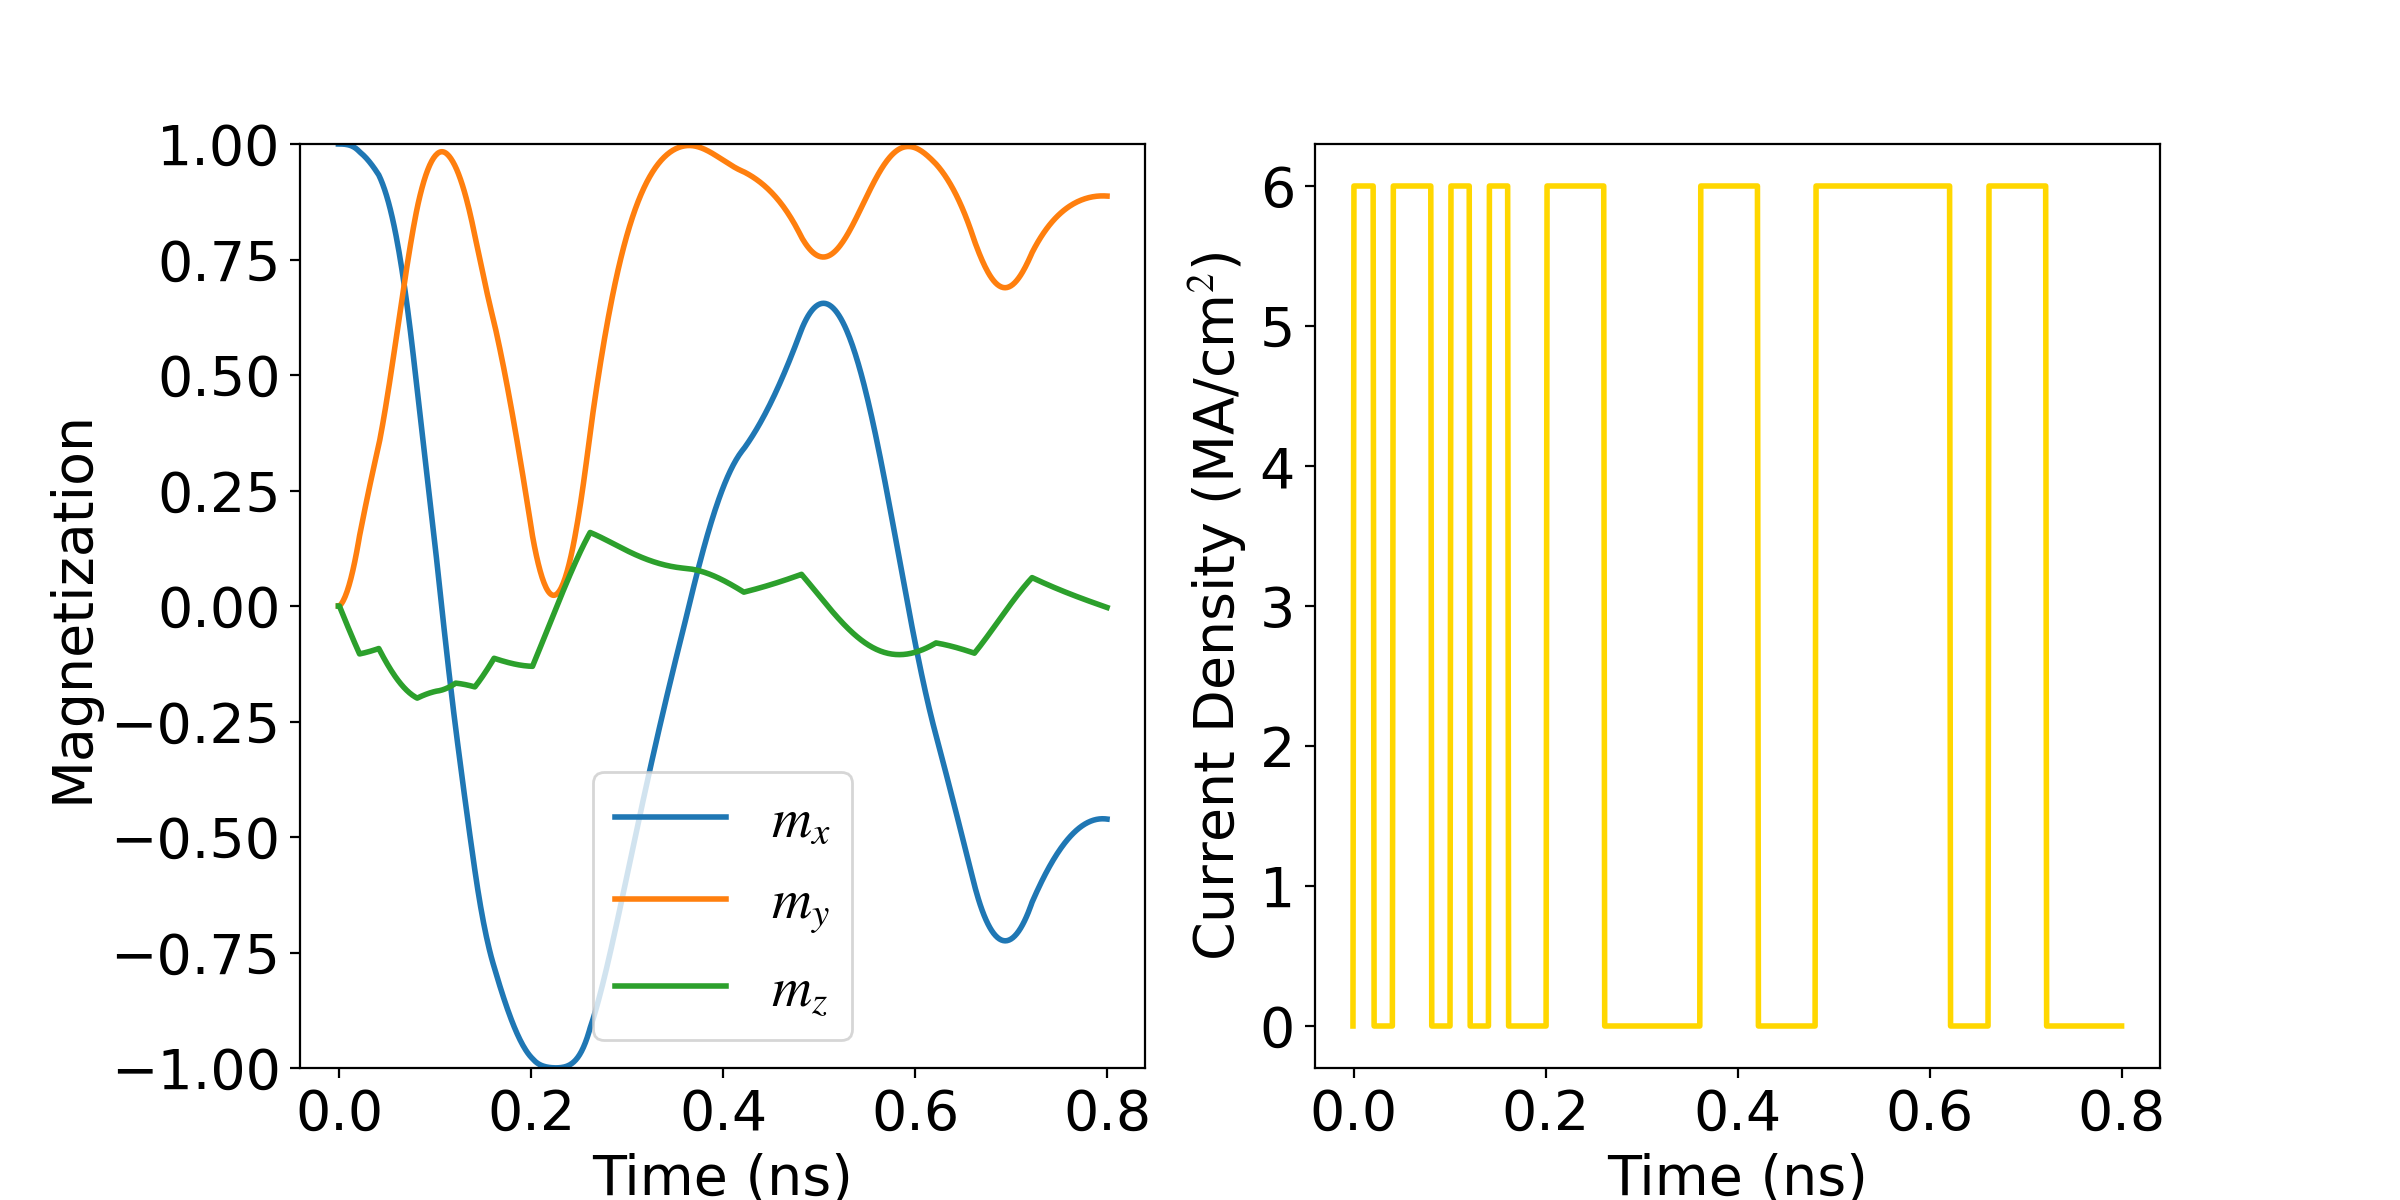 1.00
0.75
0.50
0.25
0.00
−0.25
−0.50
−0.75
−1.00
Magnetization
0.0 0.2 0.4 0.6 0.8
Time (ns)
m_x
m_y
m_z
6
5
4
3
2
1
0
Current Density (MA/cm²)
0.0 0.2 0.4 0.6 0.8
Time (ns)